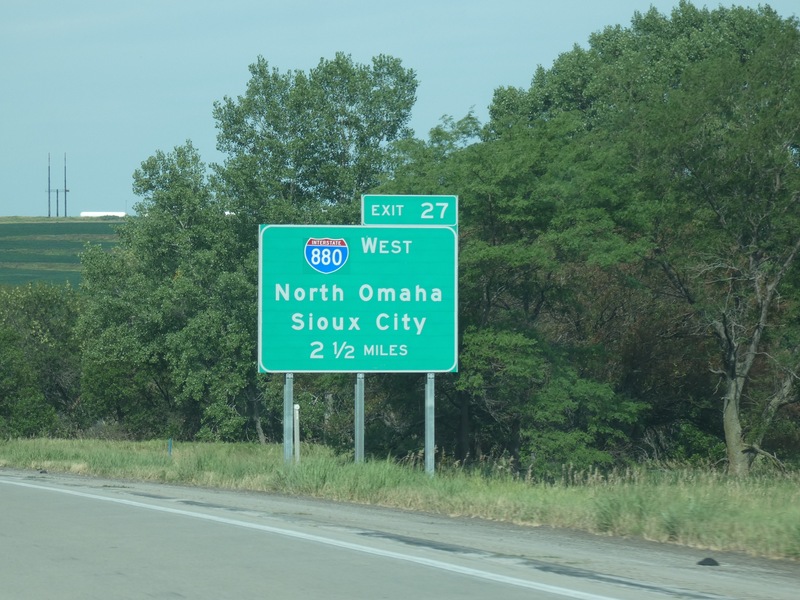 EXIT 27
INTERSTATE
880 WEST
North Omaha
Sioux City
2 1/2 MILES